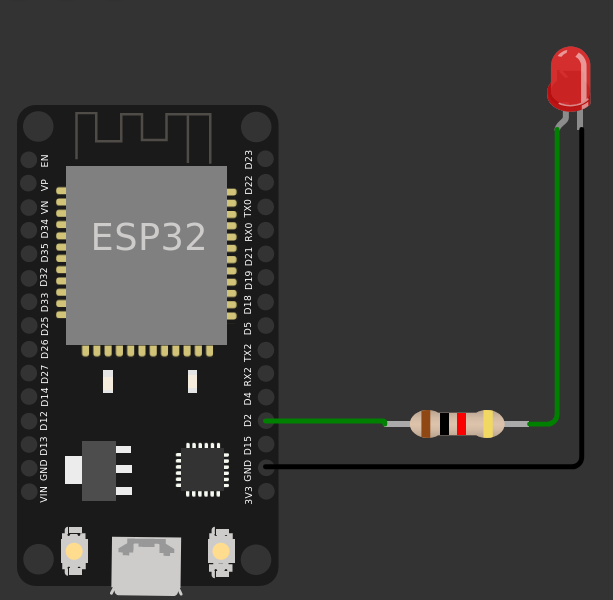 ESP32
EN
VP
VN
D34
D35
D32
D33
D25
D26
D27
D14
D12
D13
GND
VIN
D23
D22
TX0
RX0
D21
D19
D18
D5
TX2
RX2
D4
D2
D15
GND
3V3